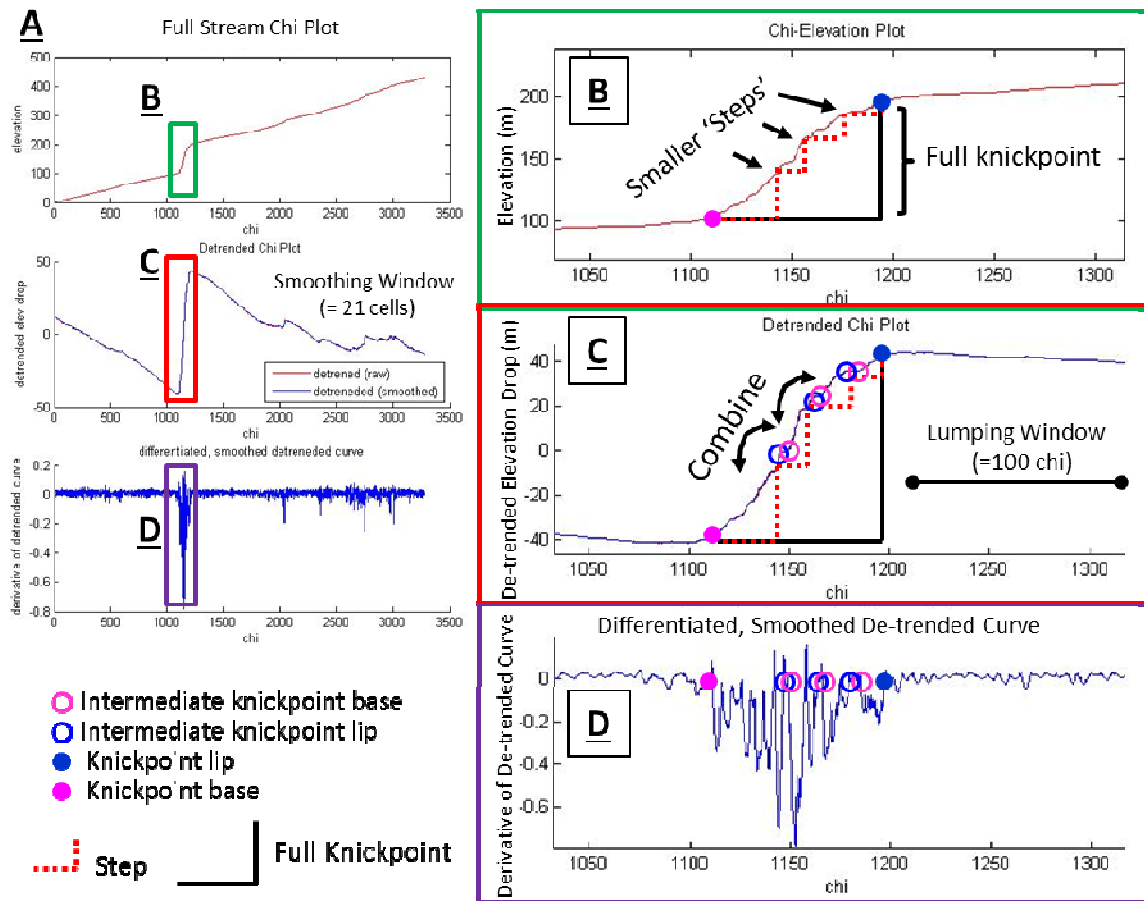 A
Full Stream Chi Plot
500
400
300
200
100
0
elevation
B
0 500 1000 1500 2000 2500 3000 3500
chi
Detrended Chi Plot
50
0
-50
detrended elev drop
C
Smoothing Window
(= 21 cells)
detrened (raw)
detreneded (smoothed)
0 500 1000 1500 2000 2500 3000 3500
chi
differentiated, smoothed detreneded curve
0.2
0
-0.2
-0.4
-0.6
-0.8
derivative of detrended curve
D
0 500 1000 1500 2000 2500 3000 3500
chi
Intermediate knickpoint base
Intermediate knickpoint lip
Knickpoint lip
Knickpoint base
Step
Full Knickpoint
Chi-Elevation Plot
B
200
150
100
Elevation (m)
Smaller 'Steps'
Full knickpoint
1050 1100 1150 1200 1250 1300
chi
Detrended Chi Plot
C
40
20
0
-20
-40
De-trended Elevation Drop (m)
Combine
Lumping Window
(=100 chi)
1050 1100 1150 1200 1250 1300
chi
Differentiated, Smoothed De-trended Curve
0
-0.2
-0.4
-0.6
Derivative of De-trended Curve
D
1050 1100 1150 1200 1250 1300
chi